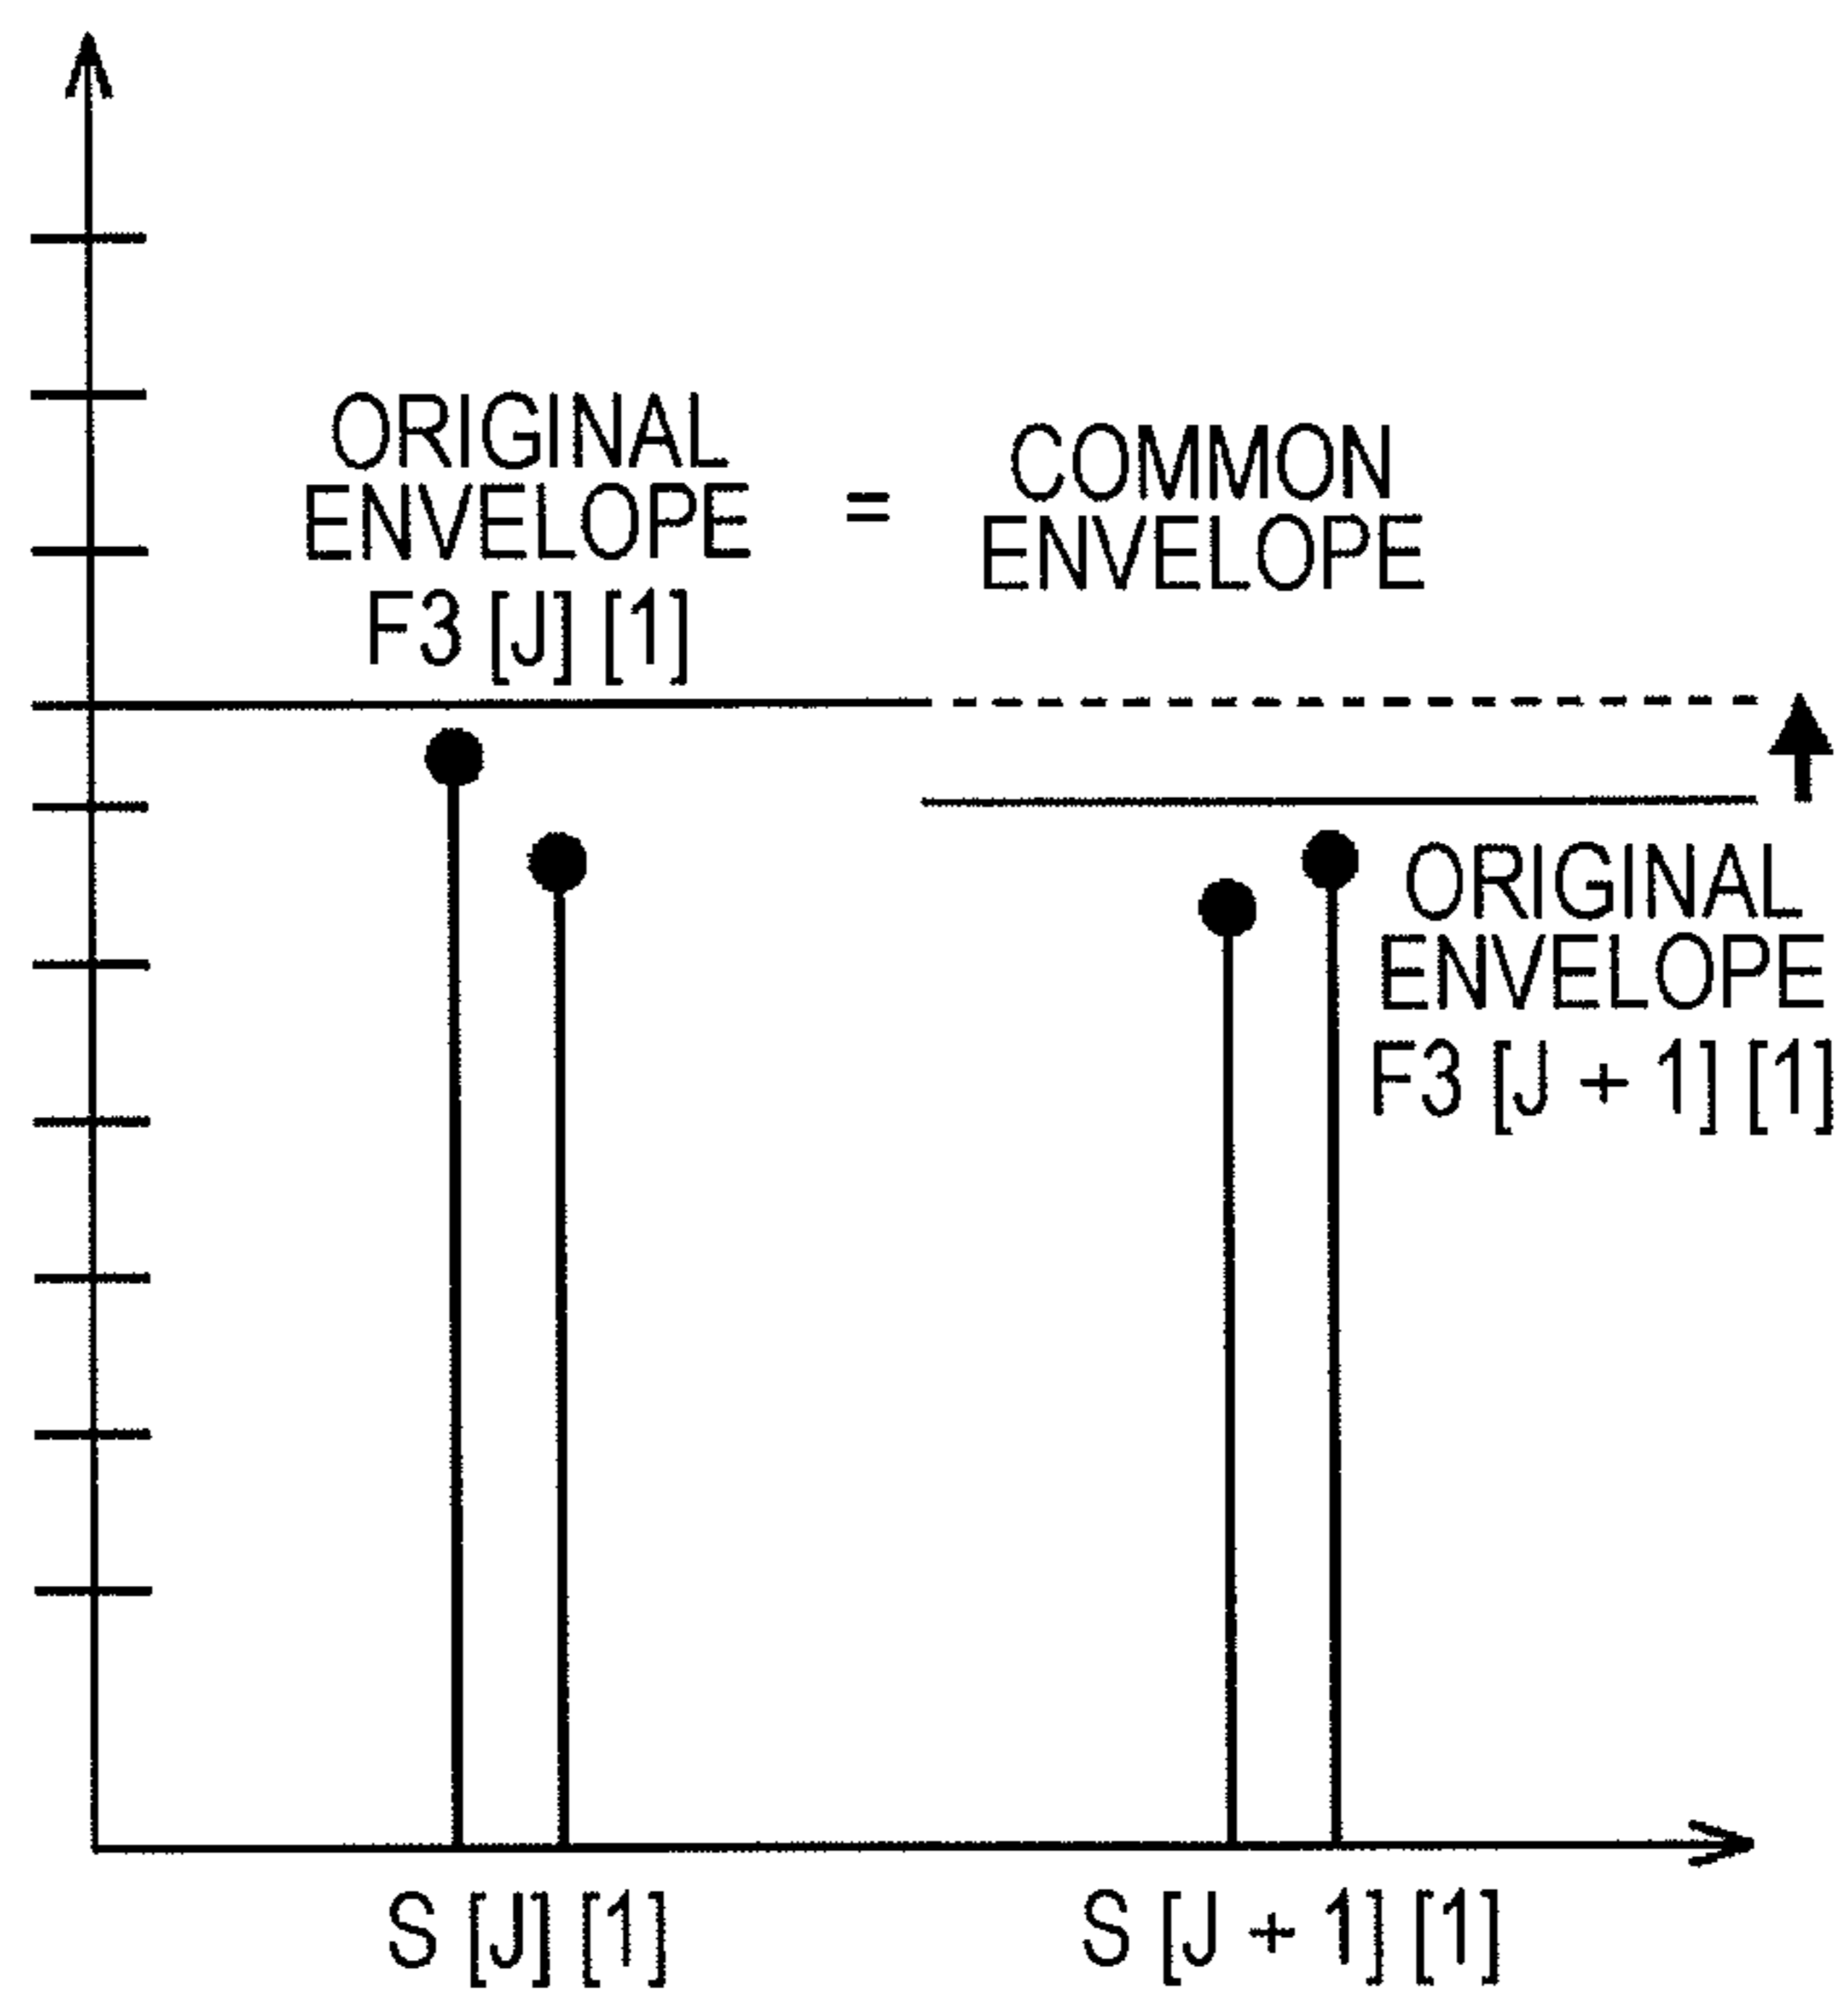 ORIGINAL
ENVELOPE
F3 [J] [1]
=
COMMON
ENVELOPE
ORIGINAL
ENVELOPE
F3 [J + 1] [1]
S [J] [1]
S [J + 1] [1]